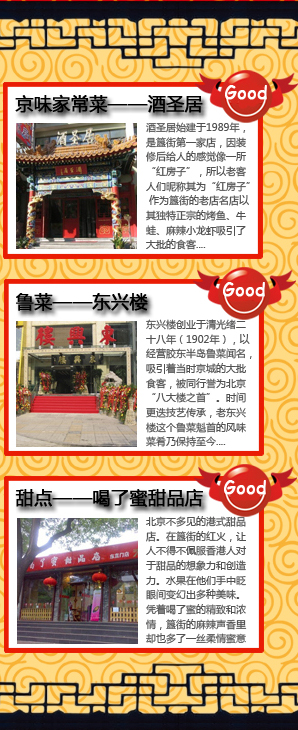 京味家常菜——酒圣居
Good
酒圣居
酒圣居始建于1989年，
是簋街第一家店，因装
修后给人的感觉像一所
“红房子”，所以老客
人们昵称其为“红房子”
作为簋街的老店名店以
其独特正宗的烤鱼、牛
蛙、麻辣小龙虾吸引了
大批的食客....
鲁菜——东兴楼
Good
樓興東
东兴楼创业于清光绪二
十八年（1902年），以
经营胶东半岛鲁菜闻名，
吸引着当时京城的大批
食客，被同行誉为北京
“八大楼之首”。时间
更迭技艺传承，老东兴
楼这个鲁菜魁首的风味
菜肴乃保持至今....
甜点——喝了蜜甜品店
Good
了蜜甜品店
北京不多见的港式甜品
店。在簋街的红火，让
人不得不佩服香港人对
于甜品的想象力和创造
力。水果在他们手中眨
眼间变幻出多种美味。
凭着喝了蜜的精致和浓
情，簋街的麻辣声香里
却也多了一丝柔情蜜意